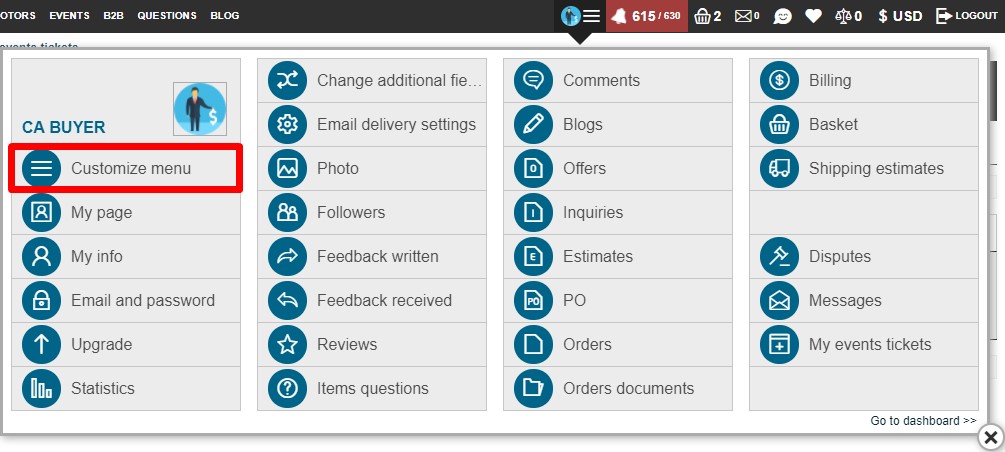 OTORS EVENTS B2B QUESTIONS BLOG 615 / 630 2 0 0 $ USD LOGOUT
events tickets
CA BUYER
Customize menu
My page
My info
Email and password
Upgrade
Statistics
Change additional fie...
Email delivery settings
Photo
Followers
Feedback written
Feedback received
Reviews
Items questions
Comments
Blogs
O Offers
I Inquiries
E Estimates
PO PO
Orders
Orders documents
Billing
Basket
Shipping estimates
Disputes
Messages
My events tickets
Go to dashboard >>